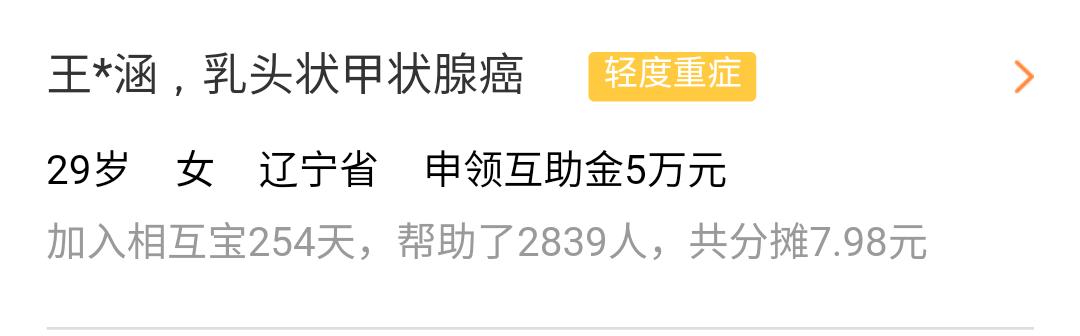 王*涵，乳头状甲状腺癌 轻度重症
29岁 女 辽宁省 申领互助金5万元
加入相互宝254天，帮助了2839人，共分摊7.98元